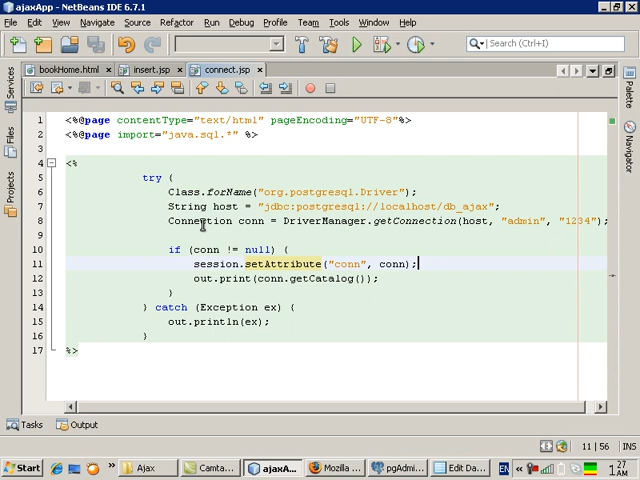 ajaxApp - NetBeans IDE 6.7.1
File Edit View Navigate Source Refactor Run Debug Profile Team Tools Window Help
Search (Ctrl+I)
bookHome.html insert.jsp connect.jsp
Services
Files
Projects
Palette
Navigator
1 <%@page contentType="text/html" pageEncoding="UTF-8"%>
2 <%@page import="java.sql.*" %>
3
4 <%
5 try {
6 Class.forName("org.postgresql.Driver");
7 String host = "jdbc:postgresql://localhost/db_ajax";
8 Connection conn = DriverManager.getConnection(host, "admin", "1234");
9
10 if (conn != null) {
11 session.setAttribute("conn", conn);
12 out.print(conn.getCatalog());
13 }
14 } catch (Exception ex) {
15 out.println(ex);
16 }
17 %>
Tasks Output
11 | 56 INS
Start Ajax Camta... ajaxA... Mozilla ... pgAdmi... Edit Da... EN 1:27 AM